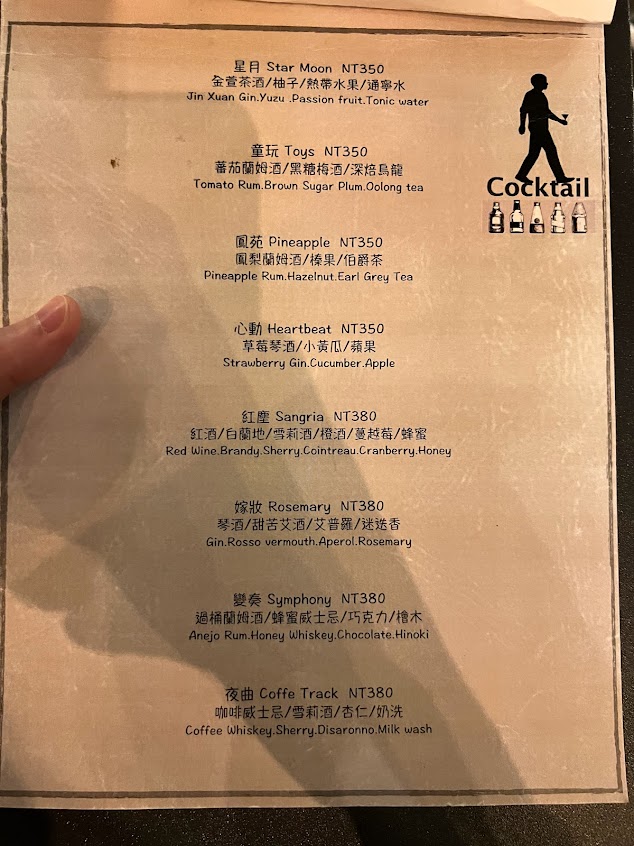 星月 Star Moon NT350
金萱茶酒/柚子/熱帶水果/通寧水
Jin Xuan Gin.Yuzu .Passion fruit.Tonic water
童玩 Toys NT350
蕃茄蘭姆酒/黑糖梅酒/深焙烏龍
Tomato Rum.Brown Sugar Plum.Oolong tea
鳳苑 Pineapple NT350
鳳梨蘭姆酒/榛果/伯爵茶
Pineapple Rum.Hazelnut.Earl Grey Tea
心動 Heartbeat NT350
草莓琴酒/小黃瓜/蘋果
Strawberry Gin.Cucumber.Apple
紅塵 Sangria NT380
紅酒/白蘭地/雪莉酒/橙酒/蔓越莓/蜂蜜
Red Wine.Brandy.Sherry.Cointreau.Cranberry.Honey
嫁妝 Rosemary NT380
琴酒/甜苦艾酒/艾普羅/迷迭香
Gin.Rosso vermouth.Aperol.Rosemary
變奏 Symphony NT380
過桶蘭姆酒/蜂蜜威士忌/巧克力/檜木
Anejo Rum.Honey Whiskey.Chocolate.Hinoki
夜曲 Coffe Track NT380
咖啡威士忌/雪莉酒/杏仁/奶洗
Coffee Whiskey.Sherry.Disaronno.Milk wash
Cocktail